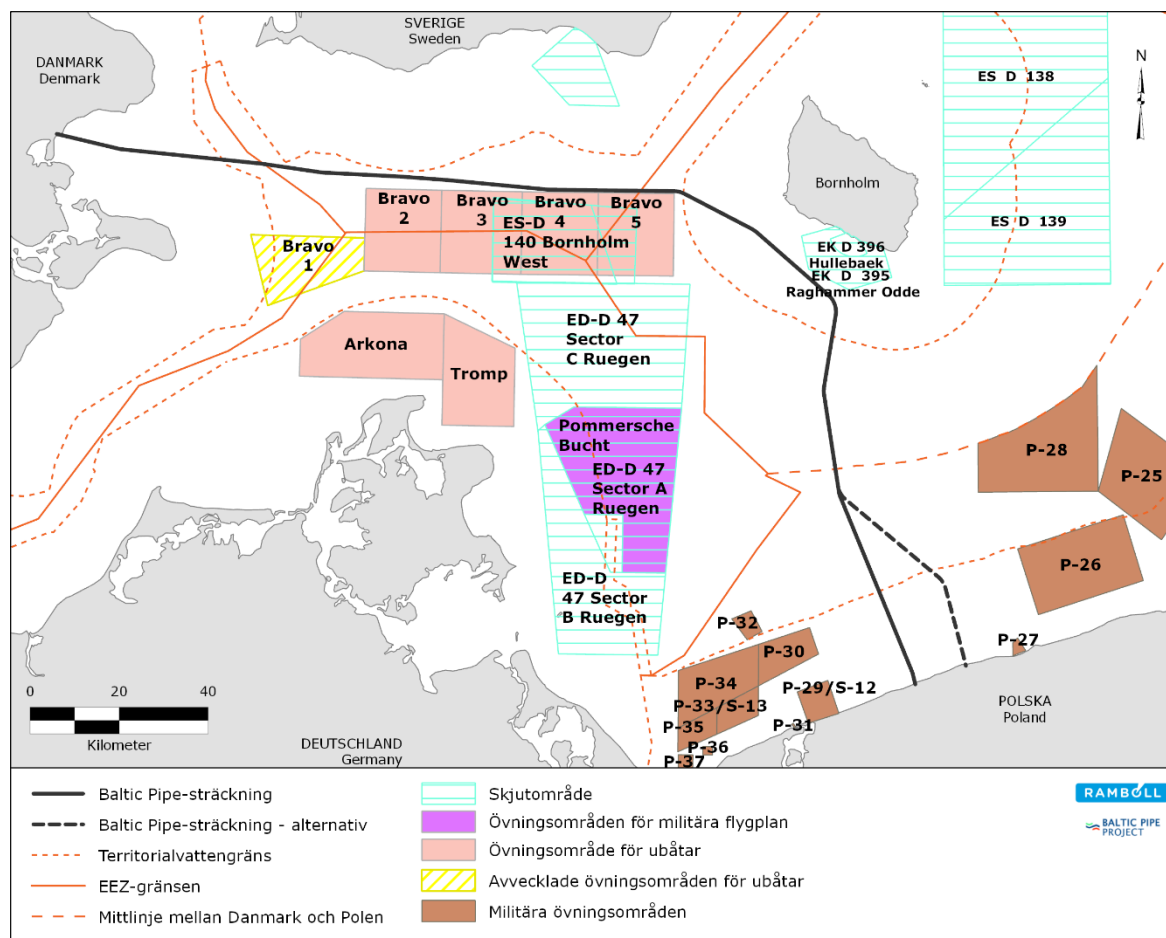 SVERIGE
Sweden
DANMARK
Denmark
N
ES D 138
Bornholm
ES D 139
Bravo
2
Bravo
3
Bravo
4
Bravo
5
ES-D
140 Bornholm
West
Bravo
1
EK D 396
Hullebaek
EK D 395
Raghammer Odde
ED-D 47
Sector
C Ruegen
Arkona
Tromp
Pommersche
Bucht
ED-D 47
Sector A
Ruegen
P-28
P-25
P-26
ED-D
47 Sector
B Ruegen
P-32
P-30
P-27
P-34
P-29/S-12
P-33/S-13
P-31
P-35
P-36
P-37
POLSKA
Poland
0 20 40
Kilometer
DEUTSCHLAND
Germany
Baltic Pipe-sträckning
Baltic Pipe-sträckning - alternativ
Territorialvattengräns
EEZ-gränsen
Mittlinje mellan Danmark och Polen
Skjutområde
Övningsområden för militära flygplan
Övningsområde för ubåtar
Avvecklade övningsområden för ubåtar
Militära övningsområden
RAMBOLL
BALTIC PIPE
PROJECT